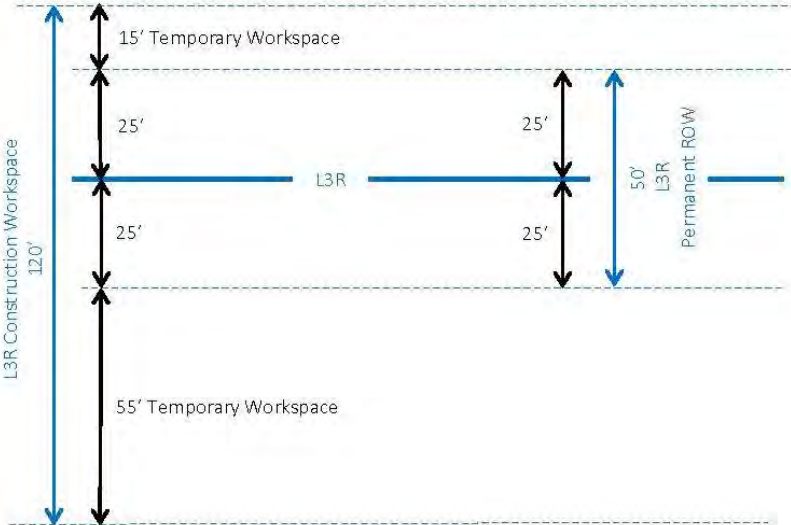 15’ Temporary Workspace
25’
25’
L3R
25’
25’
55’ Temporary Workspace
L3R Construction Workspace
120’
50’
L3R
Permanent ROW